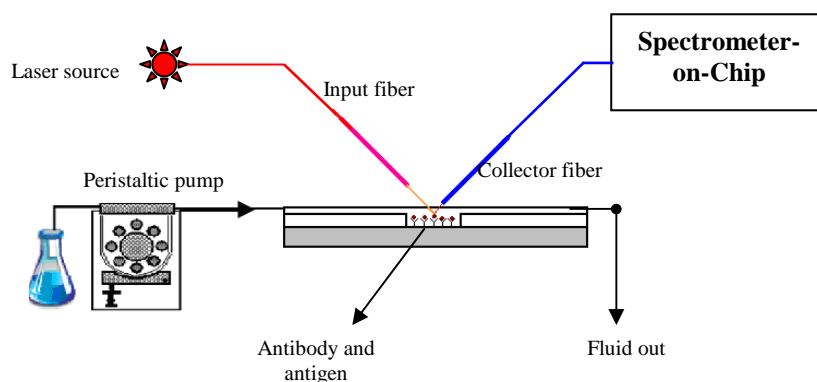 Spectrometer-
on-Chip
Laser source
Input fiber
Collector fiber
Peristaltic pump
Antibody and
antigen
Fluid out